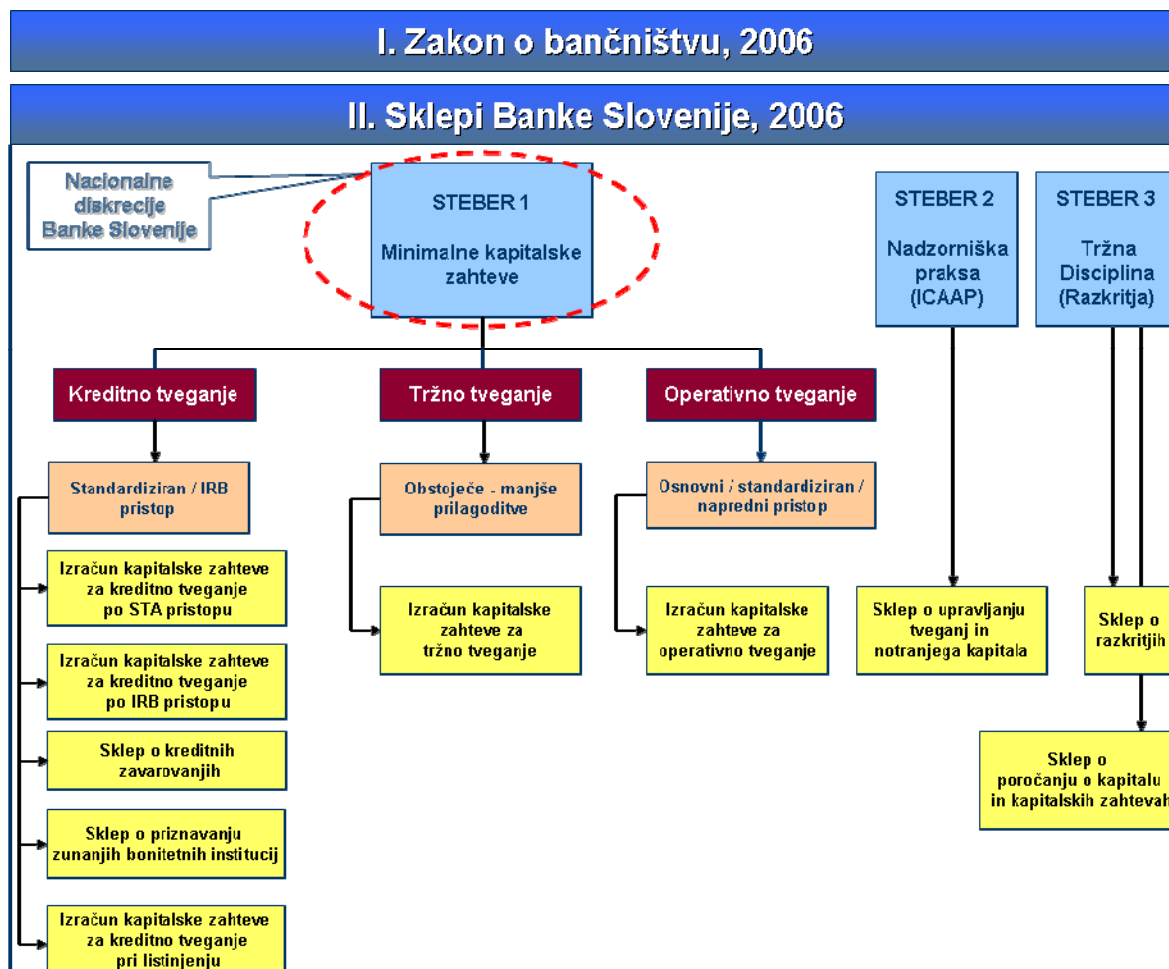 I. Zakon o bančništvu, 2006
II. Sklepi Banke Slovenije, 2006
Nacionalne
diskrecije
Banke Slovenije
STEBER 1
Minimalne kapitalske
zahteve
STEBER 2
Nadzorniška
praksa
(ICAAP)
STEBER 3
Tržna
Disciplina
(Razkritja)
Kreditno tveganje
Tržno tveganje
Operativno tveganje
Standardiziran / IRB
pristop
Obstoječe - manjše
prilagoditve
Osnovni / standardiziran /
napredni pristop
Izračun kapitalske zahteve
za kreditno tveganje
po STA pristopu
Izračun kapitalske zahteve
za kreditno tveganje
po IRB pristopu
Sklep o kreditnih
zavarovanjih
Sklep o priznavanju
zunanjih bonitetnih institucij
Izračun kapitalske zahteve
za kreditno tveganje
pri listinjenju
Izračun kapitalske
zahteve za
tržno tveganje
Izračun kapitalske
zahteve za
operativno tveganje
Sklep o upravljanju
tveganj in
notranjega kapitala
Sklep o
razkritjih
Sklep o
poročanju o kapitalu
in kapitalskih zahtevah